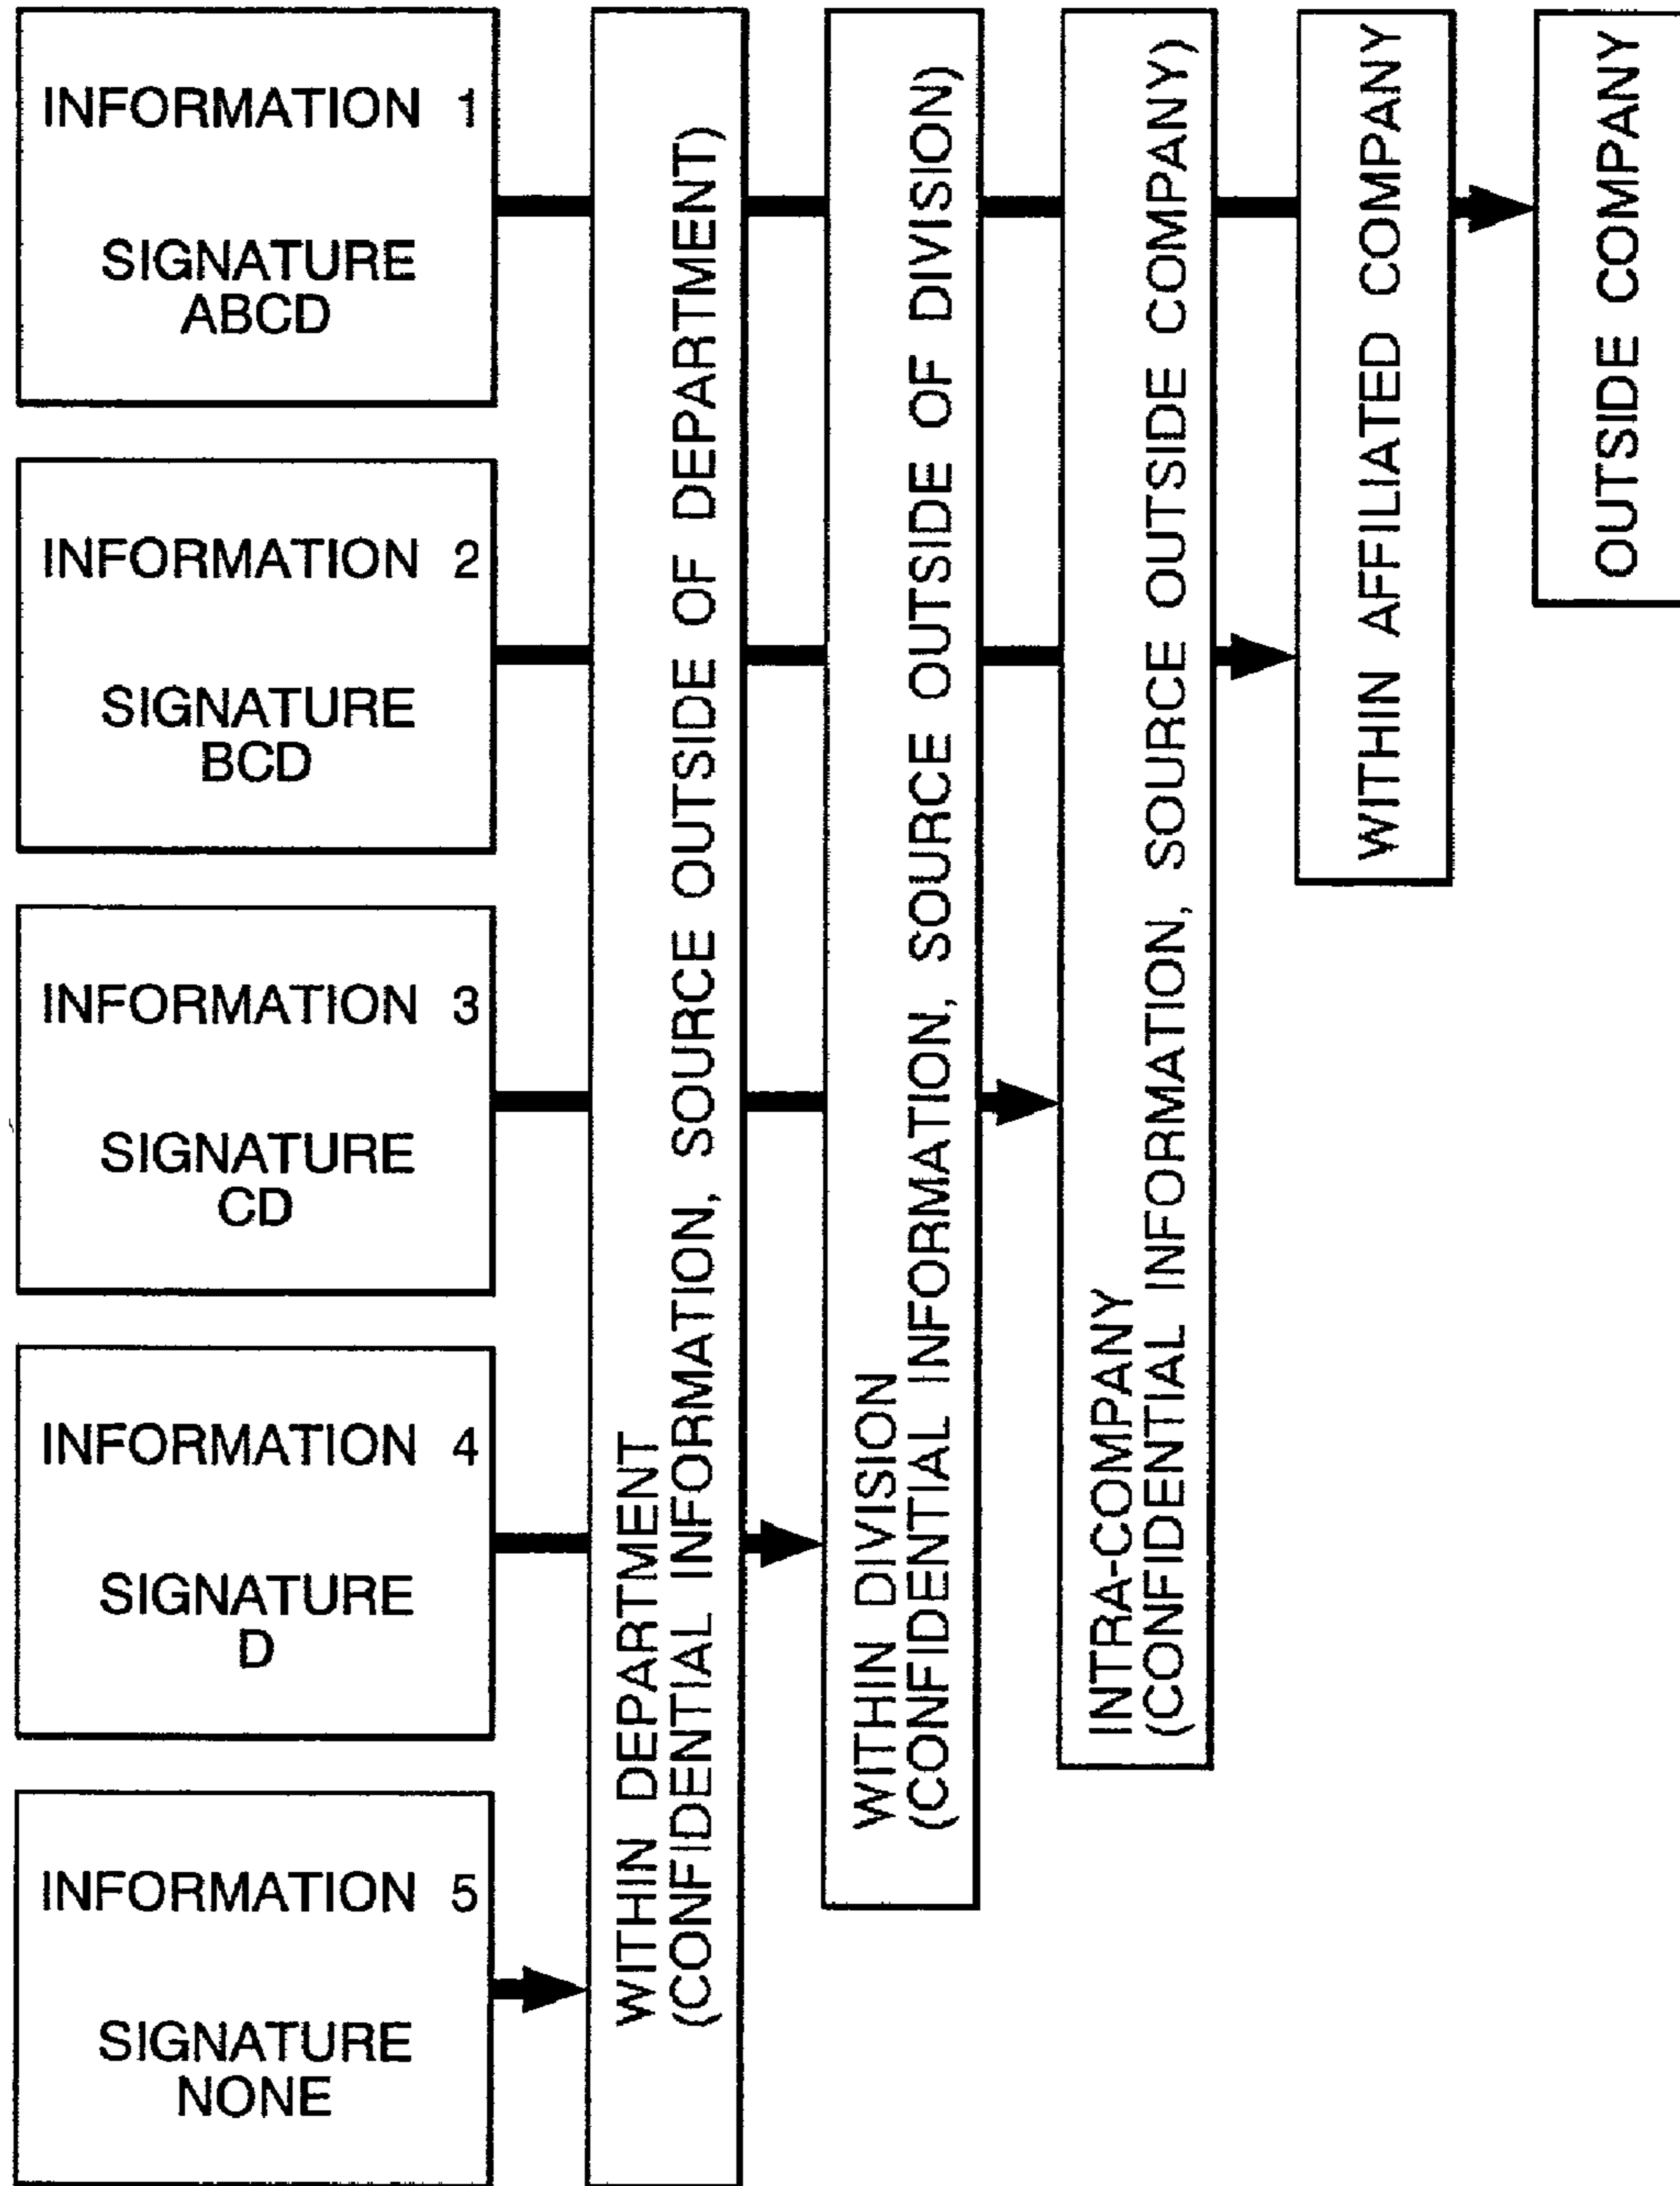 INFORMATION 1
SIGNATURE
ABCD
INFORMATION 2
SIGNATURE
BCD
INFORMATION 3
SIGNATURE
CD
INFORMATION 4
SIGNATURE
D
INFORMATION 5
SIGNATURE
NONE
WITHIN DEPARTMENT
(CONFIDENTIAL INFORMATION, SOURCE OUTSIDE OF DEPARTMENT)
WITHIN DIVISION
(CONFIDENTIAL INFORMATION, SOURCE OUTSIDE OF DIVISION)
INTRA-COMPANY
(CONFIDENTIAL INFORMATION, SOURCE OUTSIDE COMPANY)
WITHIN AFFILIATED COMPANY
OUTSIDE COMPANY